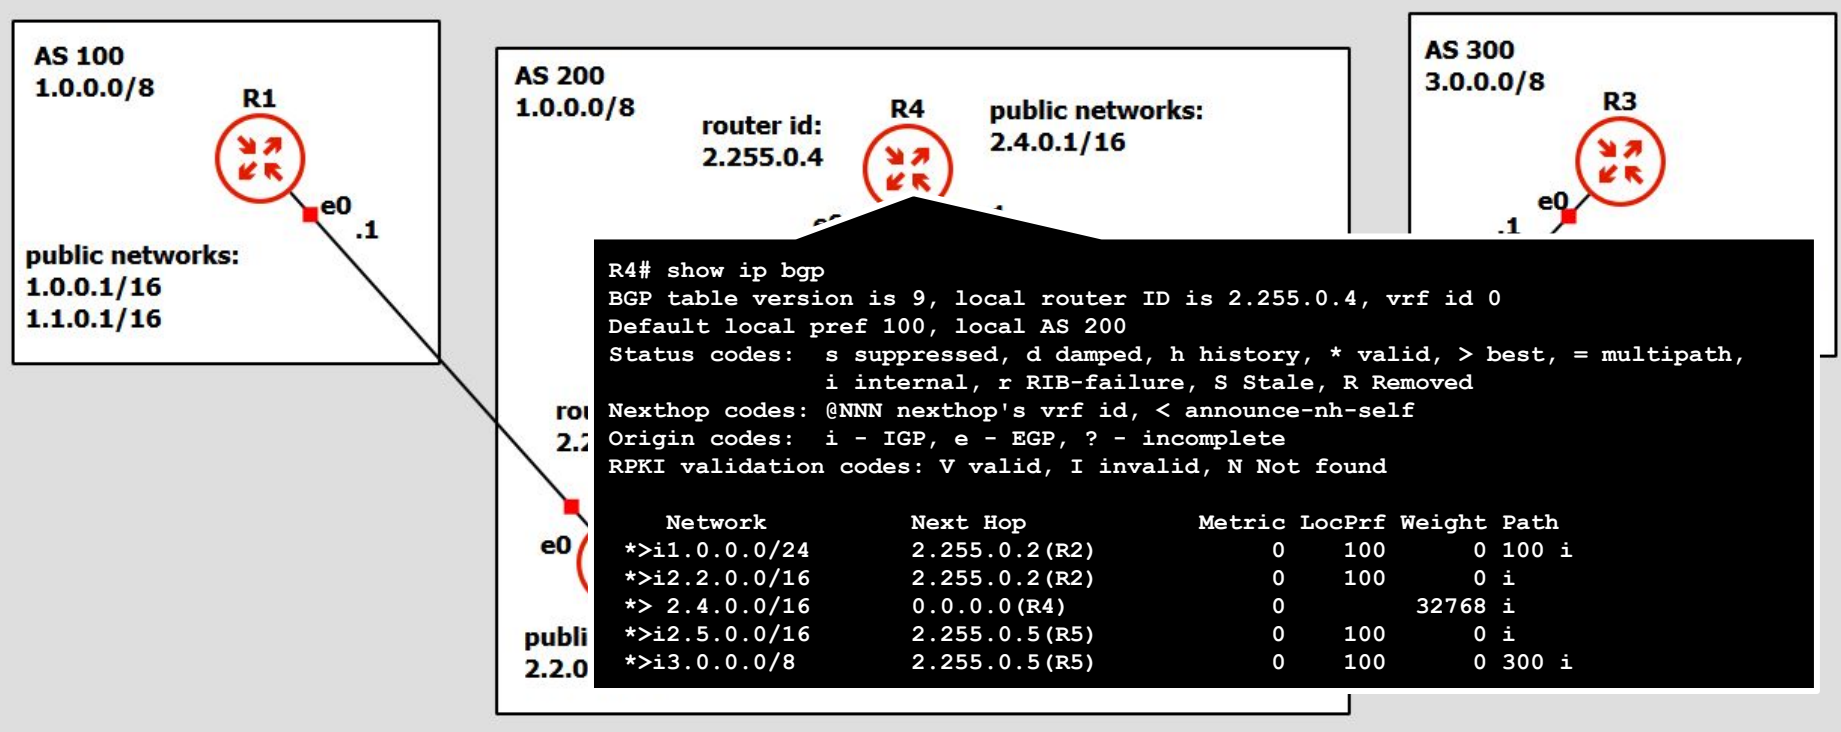 AS 100
1.0.0.0/8
R1
e0
.1
public networks:
1.0.0.1/16
1.1.0.1/16
AS 200
1.0.0.0/8
router id:
2.255.0.4
R4
public networks:
2.4.0.1/16
AS 300
3.0.0.0/8
R3
e0
.1
e0
2.2.0
R4# show ip bgp
BGP table version is 9, local router ID is 2.255.0.4, vrf id 0
Default local pref 100, local AS 200
Status codes:  s suppressed, d damped, h history, * valid, > best, = multipath,
               i internal, r RIB-failure, S Stale, R Removed
Nexthop codes: @NNN nexthop's vrf id, < announce-nh-self
Origin codes:  i - IGP, e - EGP, ? - incomplete
RPKI validation codes: V valid, I invalid, N Not found
    Network          Next Hop            Metric LocPrf Weight Path
 *>i1.0.0.0/24       2.255.0.2(R2)            0    100      0 100 i
 *>i2.2.0.0/16       2.255.0.2(R2)            0    100      0 i
 *> 2.4.0.0/16       0.0.0.0(R4)              0         32768 i
 *>i2.5.0.0/16       2.255.0.5(R5)            0    100      0 i
 *>i3.0.0.0/8        2.255.0.5(R5)            0    100      0 300 i